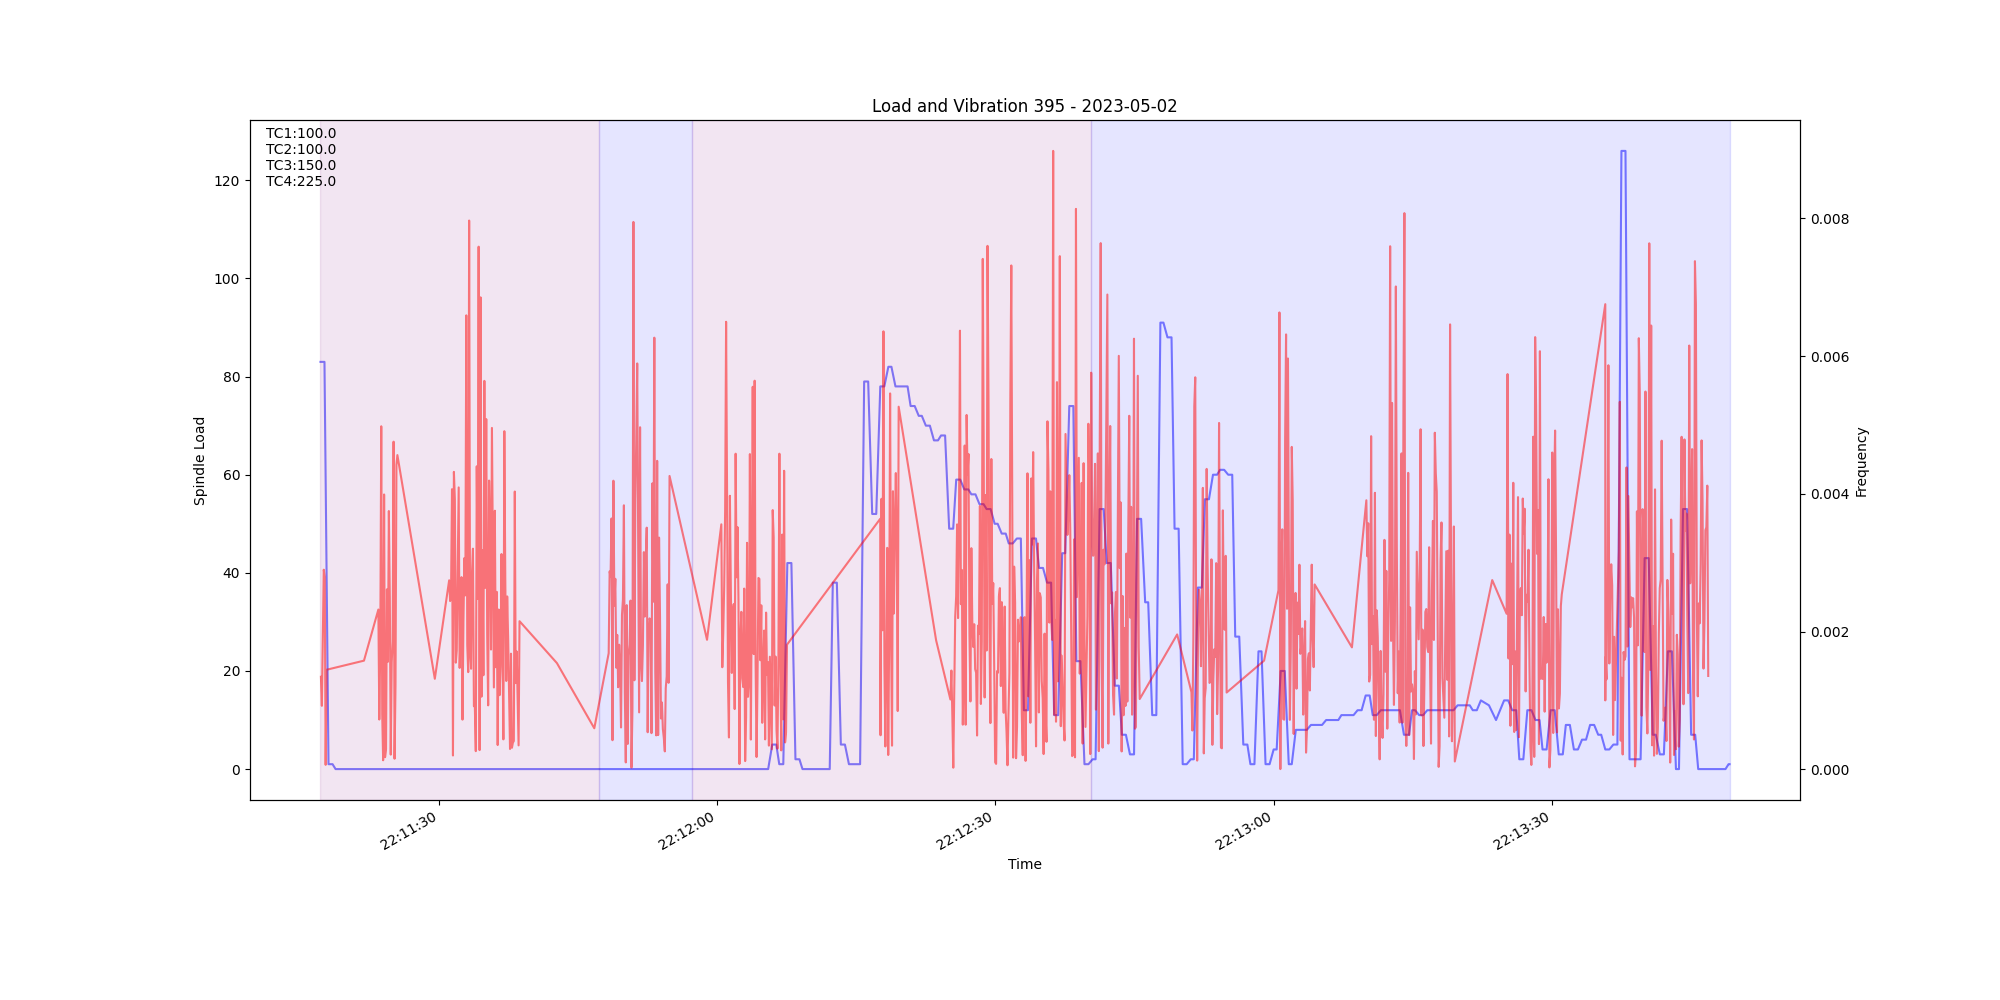 Load and Vibration 395 - 2023-05-02
TC1:100.0
TC2:100.0
TC3:150.0
TC4:225.0
120
100
80
60
40
20
0
Spindle Load
0.008
0.006
0.004
0.002
0.000
Frequency
22:11:30
22:12:00
22:12:30
22:13:00
22:13:30
Time